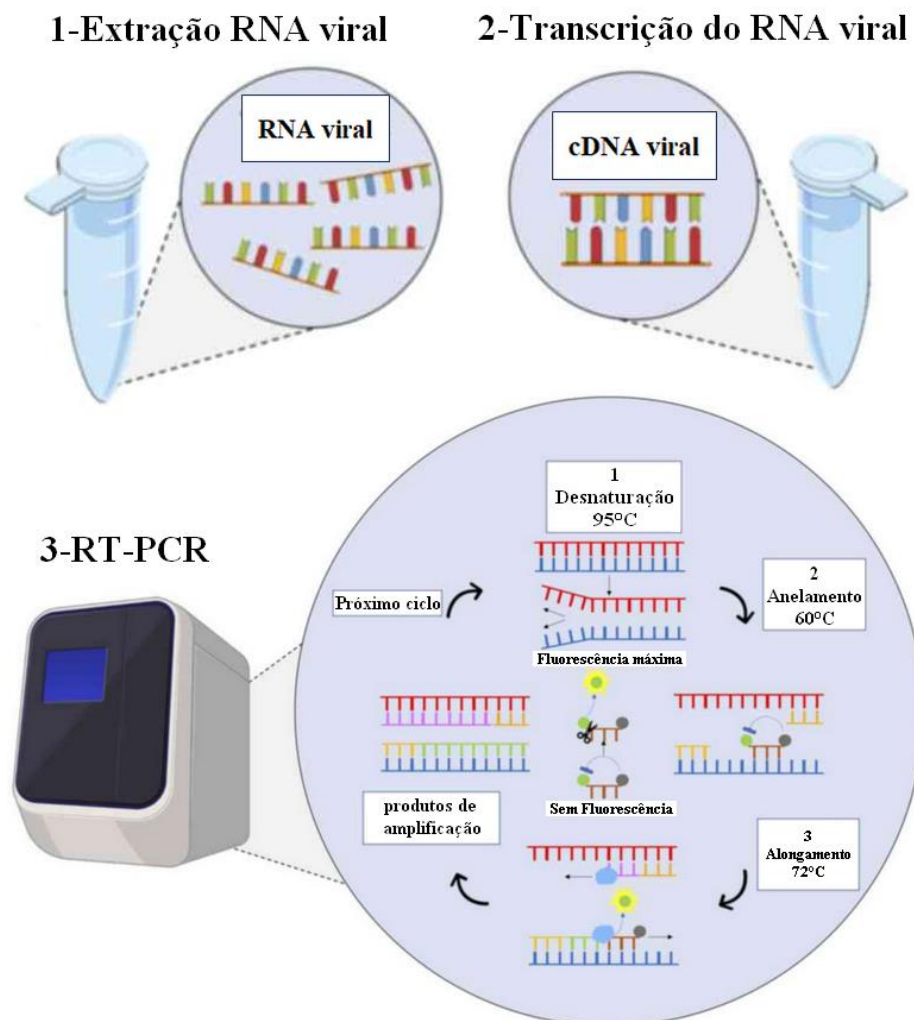 1-Extração RNA viral
2-Transcrição do RNA viral
RNA viral
cDNA viral
3-RT-PCR
1
Desnaturação
95°C
Próximo ciclo
2
Anelamento
60°C
Fluorescência máxima
Sem Fluorescência
produtos de
amplificação
3
Alongamento
72°C